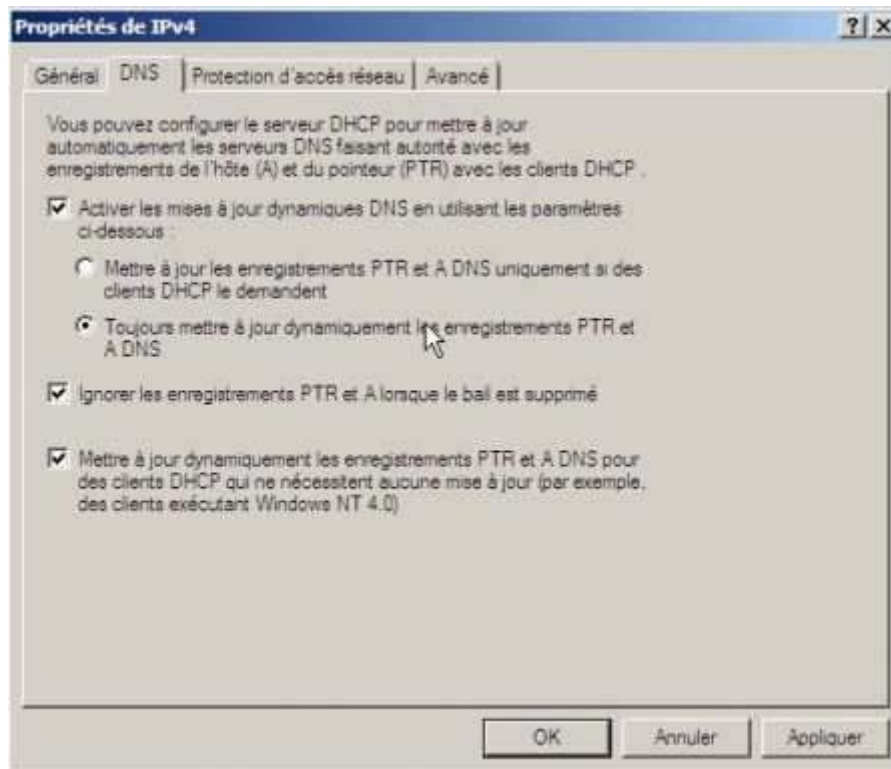 Propriétés de IPv4
Général DNS Protection d'accès réseau Avancé
Vous pouvez configurer le serveur DHCP pour mettre à jour
automatiquement les serveurs DNS faisant autorité avec les
enregistrements de l'hôte (A) et du pointeur (PTR) avec les clients DHCP .
Activer les mises à jour dynamiques DNS en utilisant les paramètres
ci-dessous :
Mettre à jour les enregistrements PTR et A DNS uniquement si des
clients DHCP le demandent
Toujours mettre à jour dynamiquement les enregistrements PTR et
A DNS
Ignorer les enregistrements PTR et A lorsque le bail est supprimé
Mettre à jour dynamiquement les enregistrements PTR et A DNS pour
des clients DHCP qui ne nécessitent aucune mise à jour (par exemple,
des clients exécutant Windows NT 4.0)
OK Annuler Appliquer